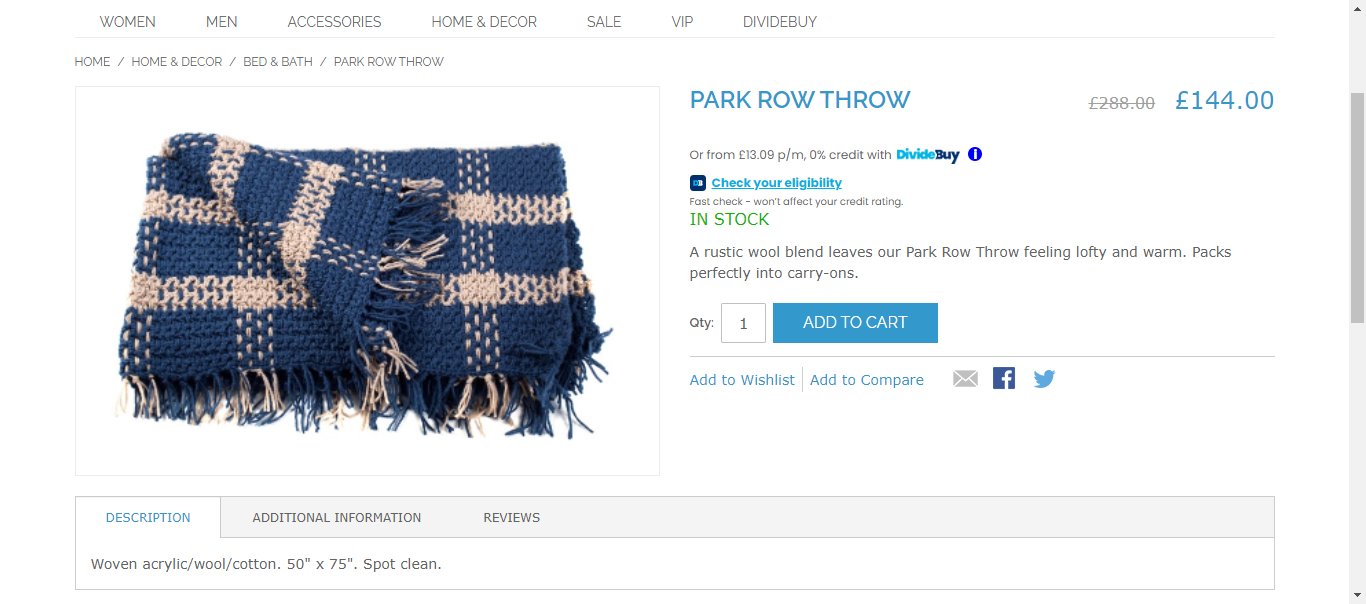 WOMEN MEN ACCESSORIES HOME & DECOR SALE VIP DIVIDEBUY
HOME / HOME & DECOR / BED & BATH / PARK ROW THROW
PARK ROW THROW £288.00 £144.00
Or from £13.09 p/m, 0% credit with DivideBuy i
DB Check your eligibility
Fast check - won't affect your credit rating.
IN STOCK
A rustic wool blend leaves our Park Row Throw feeling lofty and warm. Packs
perfectly into carry-ons.
Qty: 1 ADD TO CART
Add to Wishlist Add to Compare
DESCRIPTION ADDITIONAL INFORMATION REVIEWS
Woven acrylic/wool/cotton. 50" x 75". Spot clean.